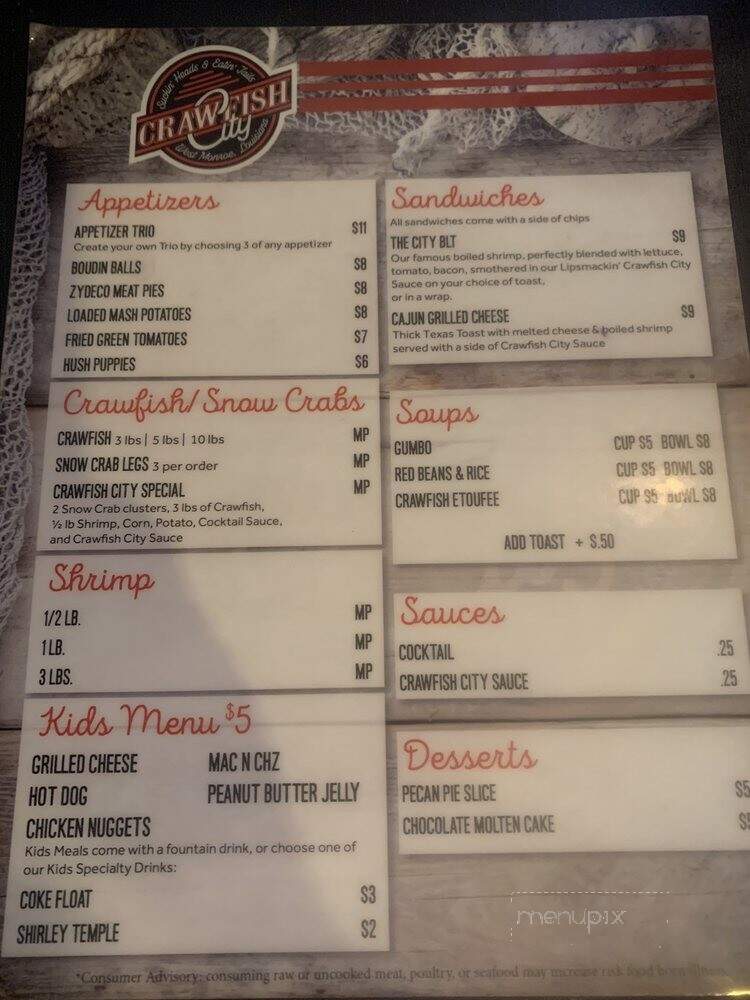 Suckin' Heads & Eatin' Tails
CRAWFISH
City
West Monroe, Louisiana
Appetizers
APPETIZER TRIO $11
Create your own Trio by choosing 3 of any appetizer
BOUDIN BALLS $8
ZYDECO MEAT PIES $8
LOADED MASH POTATOES $8
FRIED GREEN TOMATOES $7
HUSH PUPPIES $6
Crawfish/Snow Crabs
CRAWFISH 3 lbs | 5 lbs | 10 lbs MP
SNOW CRAB LEGS 3 per order MP
CRAWFISH CITY SPECIAL MP
2 Snow Crab clusters, 3 lbs of Crawfish,
½ lb Shrimp, Corn, Potato, Cocktail Sauce,
and Crawfish City Sauce
Shrimp
1/2 LB. MP
1 LB. MP
3 LBS. MP
Kids Menu $5
GRILLED CHEESE MAC N CHZ
HOT DOG PEANUT BUTTER JELLY
CHICKEN NUGGETS
Kids Meals come with a fountain drink, or choose one of
our Kids Specialty Drinks:
COKE FLOAT $3
SHIRLEY TEMPLE $2
Sandwiches
All sandwiches come with a side of chips
THE CITY BLT $9
Our famous boiled shrimp, perfectly blended with lettuce,
tomato, bacon, smothered in our Lipsmackin' Crawfish City
Sauce on your choice of toast,
or in a wrap.
CAJUN GRILLED CHEESE $9
Thick Texas Toast with melted cheese & boiled shrimp
served with a side of Crawfish City Sauce
Soups
GUMBO CUP $5 BOWL $8
RED BEANS & RICE CUP $5 BOWL $8
CRAWFISH ETOUFEE CUP $5 BOWL $8
ADD TOAST + $.50
Sauces
COCKTAIL .25
CRAWFISH CITY SAUCE .25
Desserts
PECAN PIE SLICE $5
CHOCOLATE MOLTEN CAKE $5
menupix
*Consumer Advisory: consuming raw or uncooked meat, poultry, or seafood may increase risk food born illness